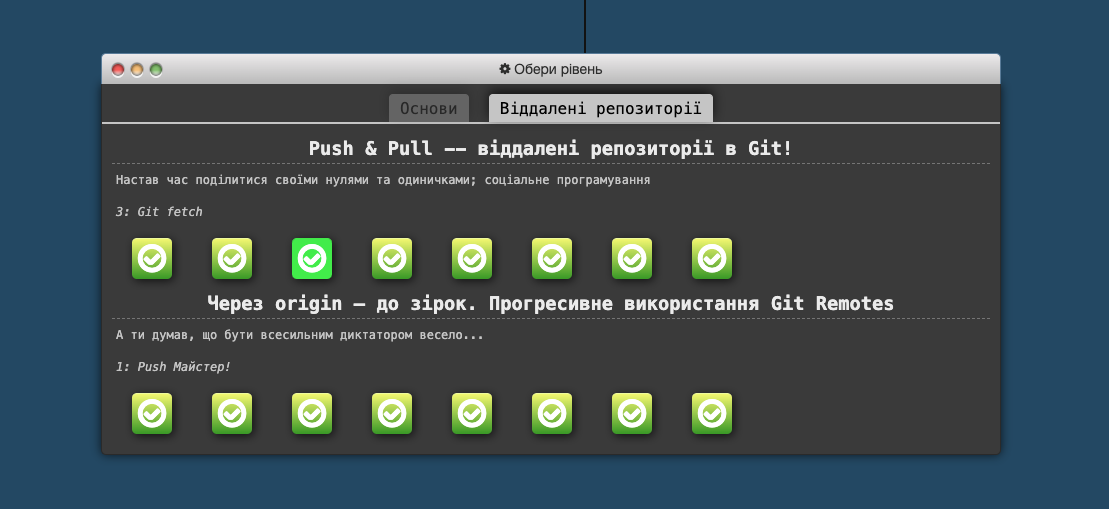 Обери рівень
Основи
Віддалені репозиторії
Push & Pull -- віддалені репозиторії в Git!
Настав час поділитися своїми нулями та одиничками; соціальне програмування
3: Git fetch
Через origin – до зірок. Прогресивне використання Git Remotes
А ти думав, що бути всесильним диктатором весело...
1: Push Майстер!